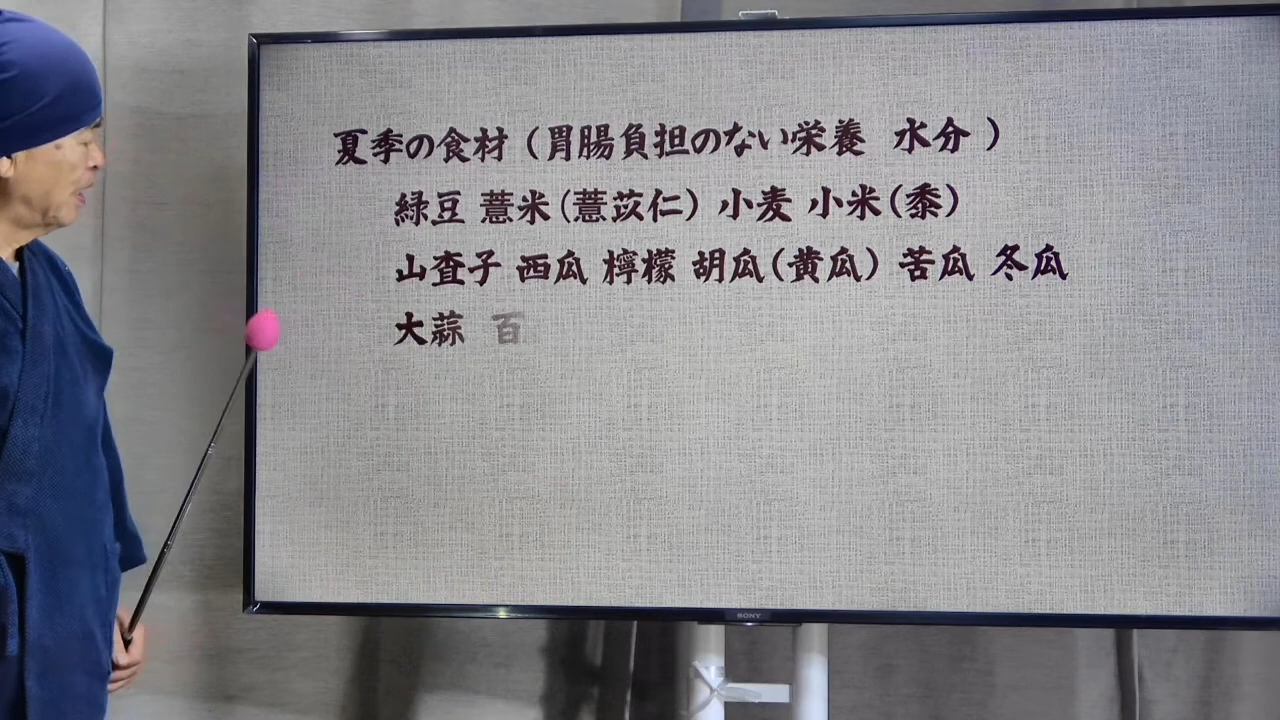 夏季の食材（胃腸負担のない栄養　水分）
緑豆 薏米（薏苡仁）小麦 小米（黍）
山査子 西瓜 檸檬 胡瓜（黄瓜）苦瓜 冬瓜
大蒜　百
SONY